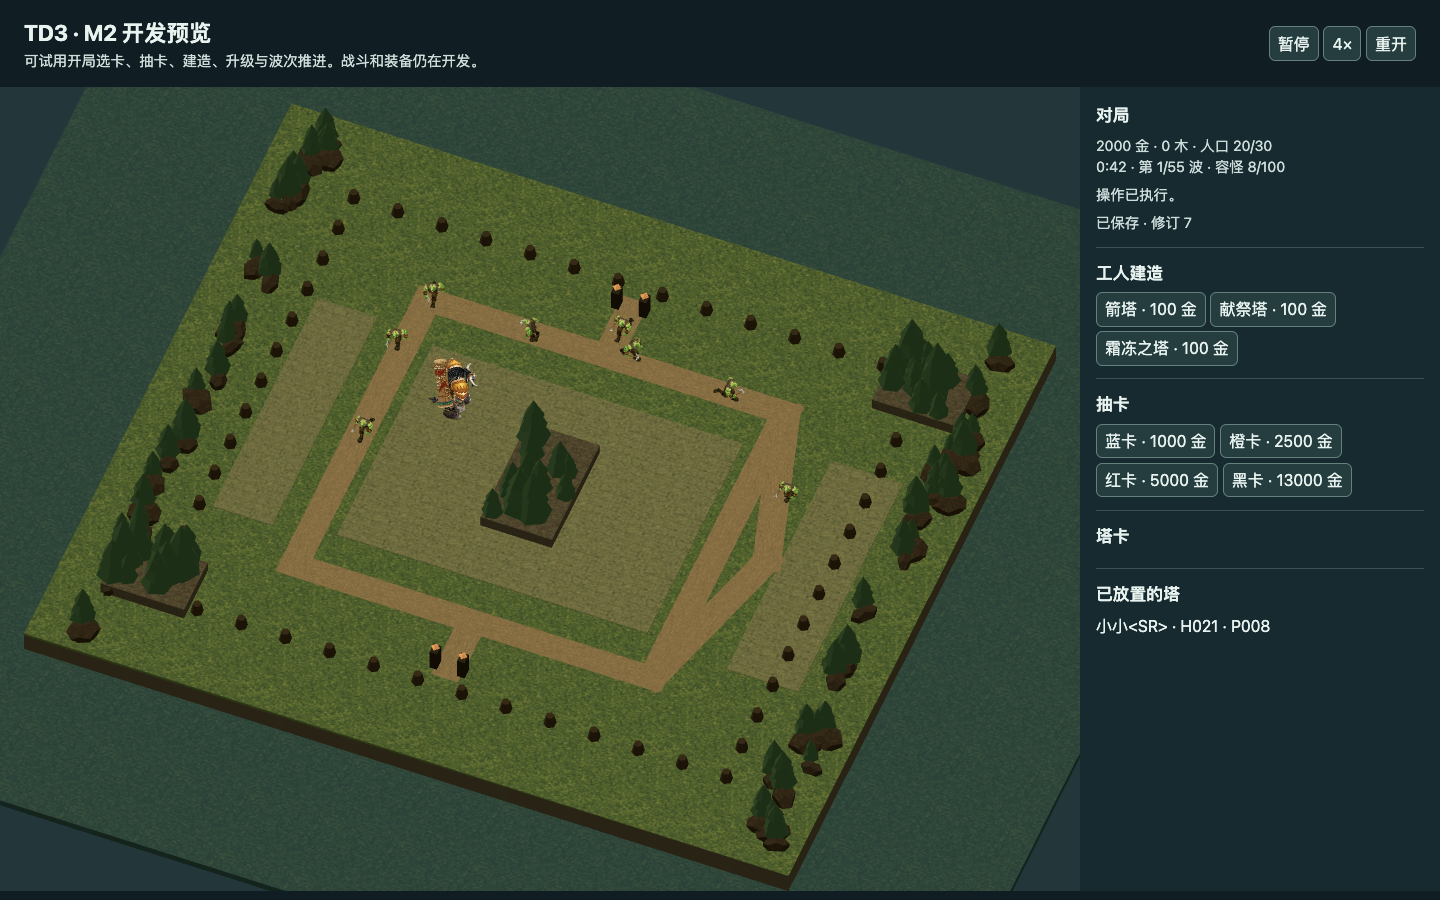 TD3 · M2 开发预览
可试用开局选卡、抽卡、建造、升级与波次推进。战斗和装备仍在开发。
暂停
4×
重开
对局
2000 金 · 0 木 · 人口 20/30
0:42 · 第 1/55 波 · 容怪 8/100
操作已执行。
已保存 · 修订 7
工人建造
箭塔 · 100 金
献祭塔 · 100 金
霜冻之塔 · 100 金
抽卡
蓝卡 · 1000 金
橙卡 · 2500 金
红卡 · 5000 金
黑卡 · 13000 金
塔卡
已放置的塔
小小<SR> · H021 · P008